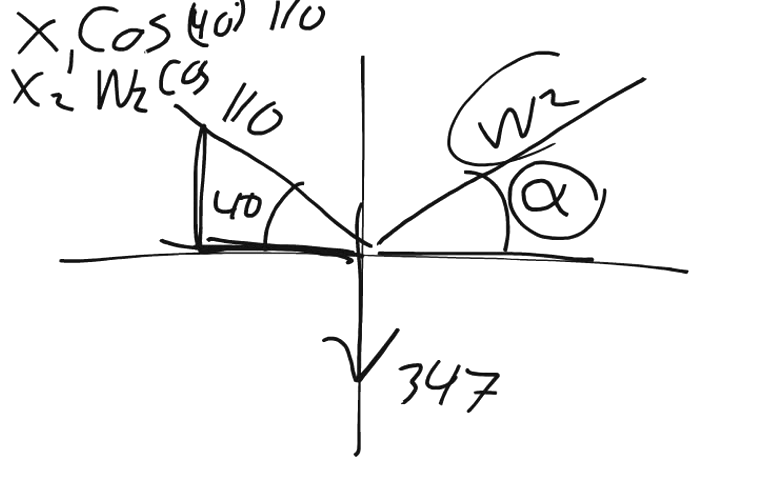 X₁ Cos(40) 110
X₂ W₂ Cos
110
W²
40
α
347